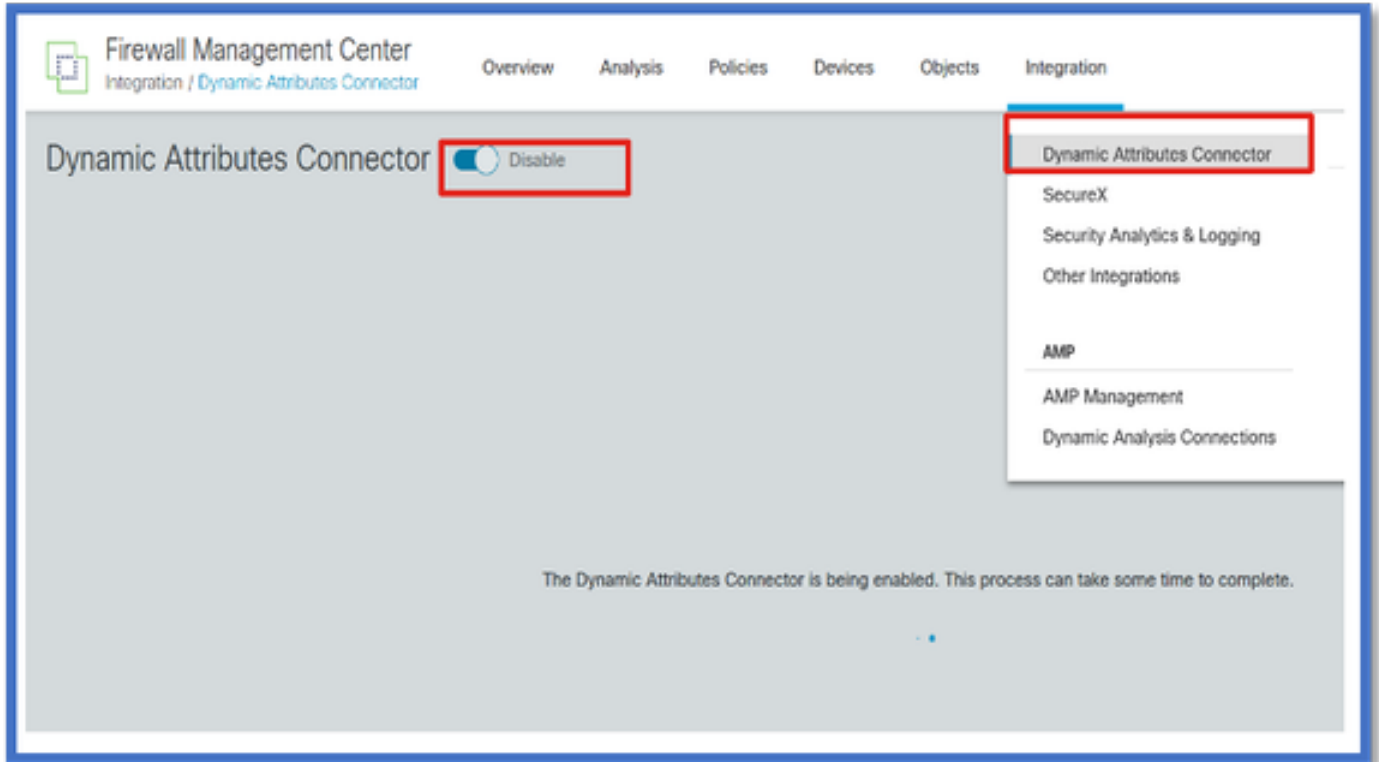 Firewall Management Center
Integration / Dynamic Attributes Connector
Overview Analysis Policies Devices Objects Integration
Dynamic Attributes Connector Disable
Dynamic Attributes Connector
SecureX
Security Analytics & Logging
Other Integrations
AMP
AMP Management
Dynamic Analysis Connections
The Dynamic Attributes Connector is being enabled. This process can take some time to complete.